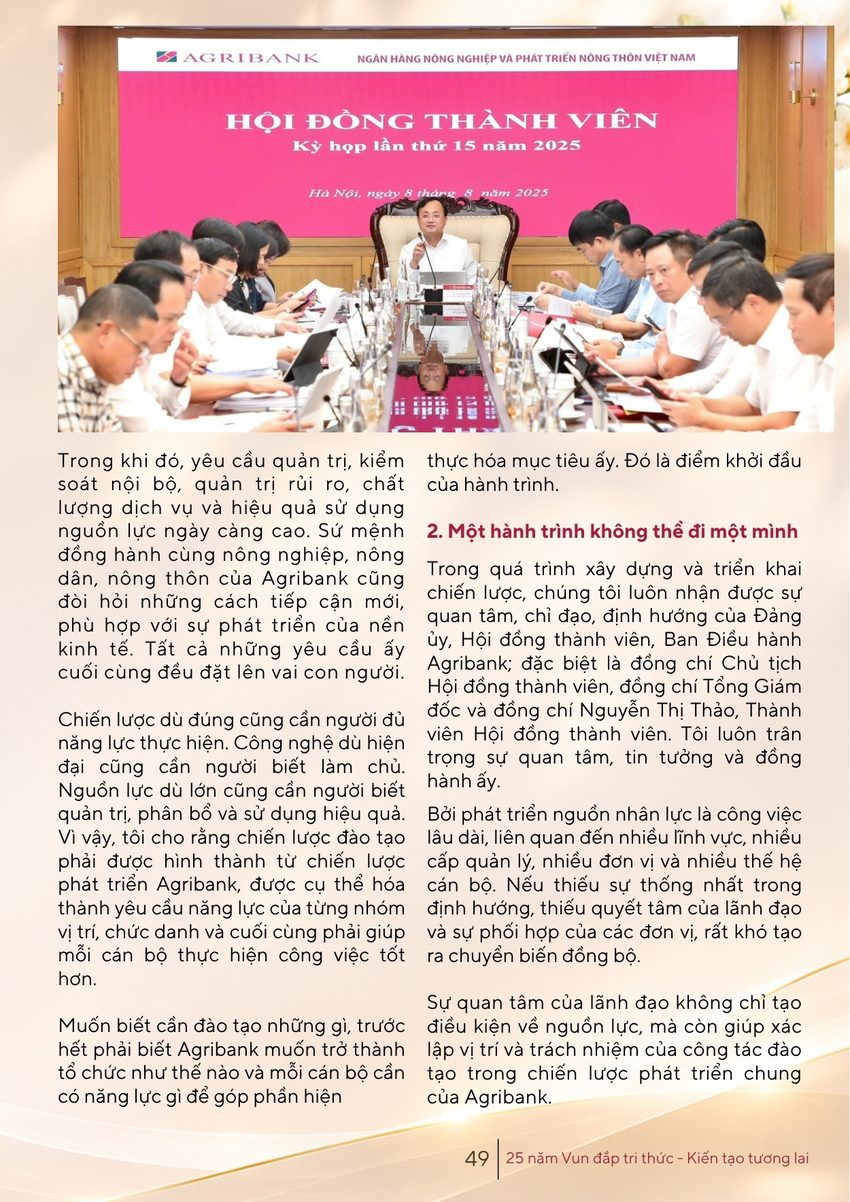 AGRIBANK NGÂN HÀNG NÔNG NGHIỆP VÀ PHÁT TRIỂN NÔNG THÔN VIỆT NAM
HỘI ĐỒNG THÀNH VIÊN
Kỳ họp lần thứ 15 năm 2025
Hà Nội, ngày 8 tháng 8 năm 2025
Trong khi đó, yêu cầu quản trị, kiểm
soát nội bộ, quản trị rủi ro, chất
lượng dịch vụ và hiệu quả sử dụng
nguồn lực ngày càng cao. Sứ mệnh
đồng hành cùng nông nghiệp, nông
dân, nông thôn của Agribank cũng
đòi hỏi những cách tiếp cận mới,
phù hợp với sự phát triển của nền
kinh tế. Tất cả những yêu cầu ấy
cuối cùng đều đặt lên vai con người.
Chiến lược dù đúng cũng cần người đủ
năng lực thực hiện. Công nghệ dù hiện
đại cũng cần người biết làm chủ.
Nguồn lực dù lớn cũng cần người biết
quản trị, phân bổ và sử dụng hiệu quả.
Vì vậy, tôi cho rằng chiến lược đào tạo
phải được hình thành từ chiến lược
phát triển Agribank, được cụ thể hóa
thành yêu cầu năng lực của từng nhóm
vị trí, chức danh và cuối cùng phải giúp
mỗi cán bộ thực hiện công việc tốt
hơn.
Muốn biết cần đào tạo những gì, trước
hết phải biết Agribank muốn trở thành
tổ chức như thế nào và mỗi cán bộ cần
có năng lực gì để góp phần hiện
thực hóa mục tiêu ấy. Đó là điểm khởi đầu
của hành trình.
2. Một hành trình không thể đi một mình
Trong quá trình xây dựng và triển khai
chiến lược, chúng tôi luôn nhận được sự
quan tâm, chỉ đạo, định hướng của Đảng
ủy, Hội đồng thành viên, Ban Điều hành
Agribank; đặc biệt là đồng chí Chủ tịch
Hội đồng thành viên, đồng chí Tổng Giám
đốc và đồng chí Nguyễn Thị Thảo, Thành
viên Hội đồng thành viên. Tôi luôn trân
trọng sự quan tâm, tin tưởng và đồng
hành ấy.
Bởi phát triển nguồn nhân lực là công việc
lâu dài, liên quan đến nhiều lĩnh vực, nhiều
cấp quản lý, nhiều đơn vị và nhiều thế hệ
cán bộ. Nếu thiếu sự thống nhất trong
định hướng, thiếu quyết tâm của lãnh đạo
và sự phối hợp của các đơn vị, rất khó tạo
ra chuyển biến đồng bộ.
Sự quan tâm của lãnh đạo không chỉ tạo
điều kiện về nguồn lực, mà còn giúp xác
lập vị trí và trách nhiệm của công tác đào
tạo trong chiến lược phát triển chung
của Agribank.
49 25 năm Vun đắp tri thức - Kiến tạo tương lai